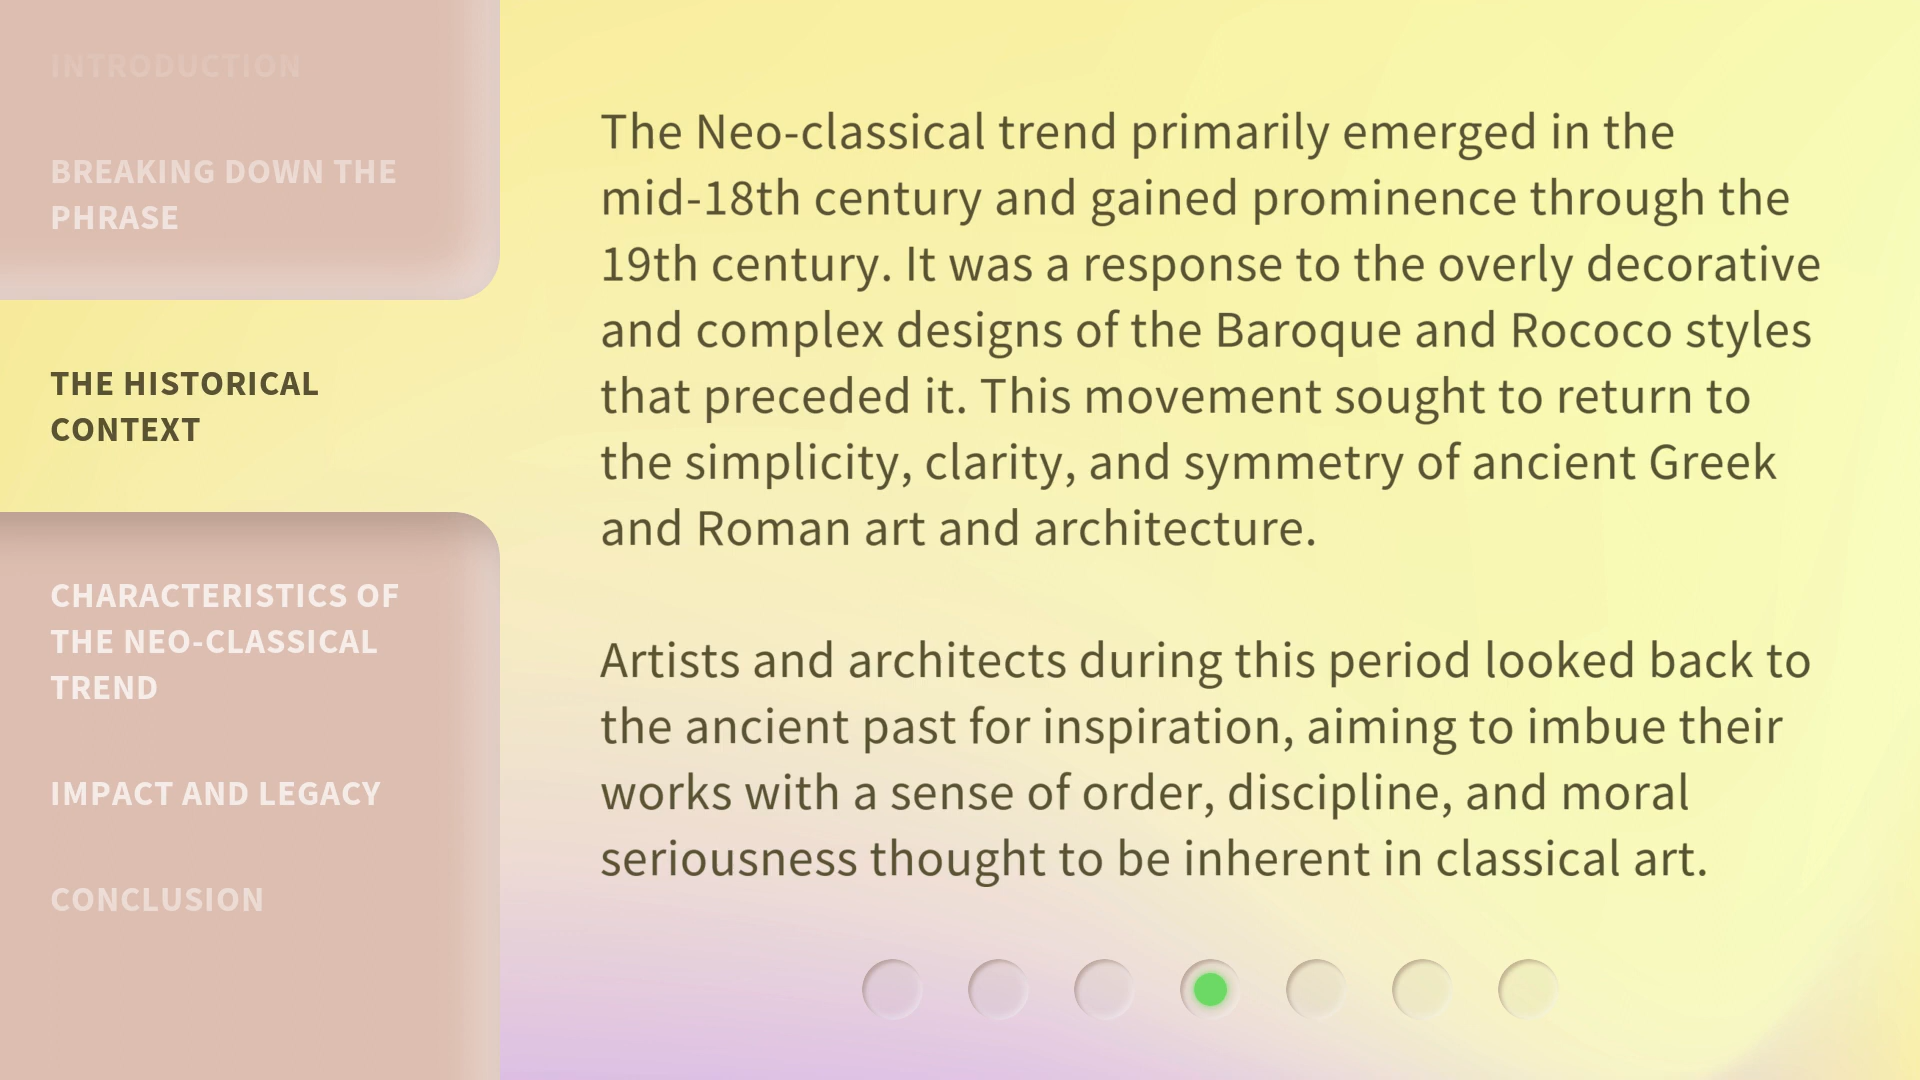 INTRODUCTION
BREAKING DOWN THE
PHRASE
THE HISTORICAL
CONTEXT
CHARACTERISTICS OF
THE NEO-CLASSICAL
TREND
IMPACT AND LEGACY
CONCLUSION
The Neo-classical trend primarily emerged in the
mid-18th century and gained prominence through the
19th century. It was a response to the overly decorative
and complex designs of the Baroque and Rococo styles
that preceded it. This movement sought to return to
the simplicity, clarity, and symmetry of ancient Greek
and Roman art and architecture.
Artists and architects during this period looked back to
the ancient past for inspiration, aiming to imbue their
works with a sense of order, discipline, and moral
seriousness thought to be inherent in classical art.